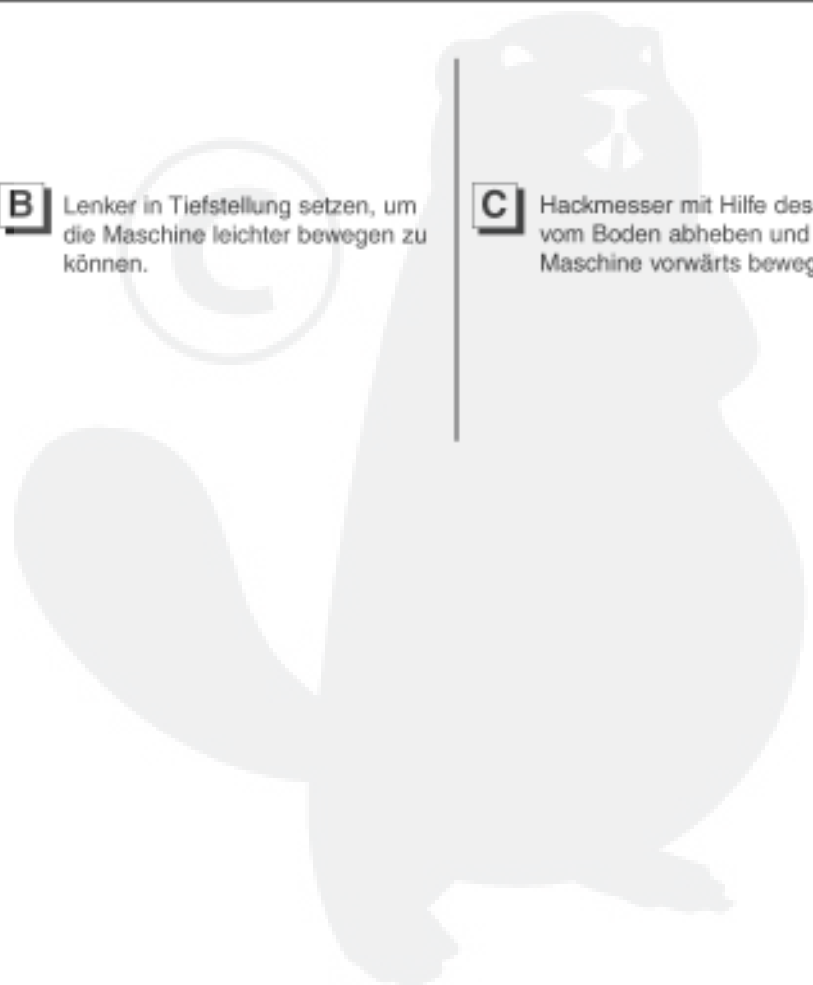 B
Lenker in Tiefstellung setzen, um
die Maschine leichter bewegen zu
können.
C
Hackmesser mit Hilfe des
vom Boden abheben und
Maschine vorwärts beweg
©